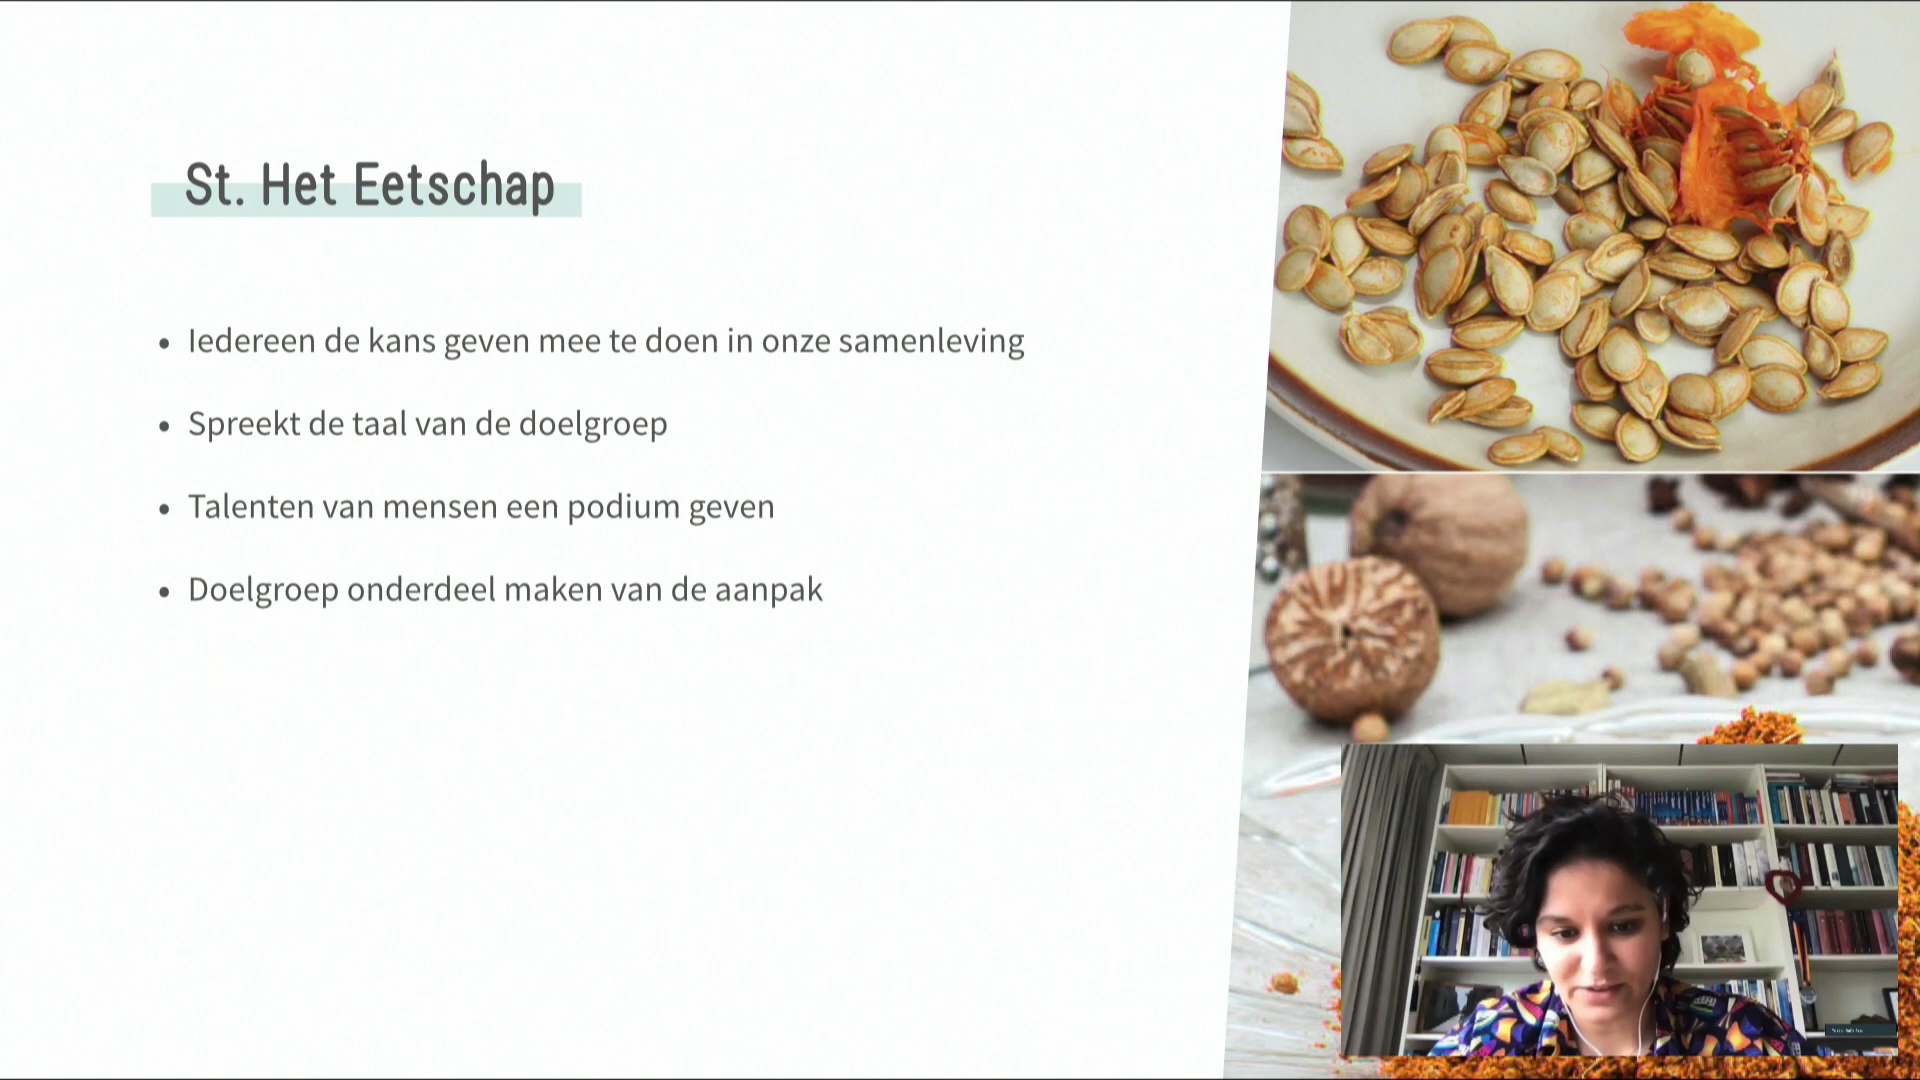 St. Het Eetschap
• Iedereen de kans geven mee te doen in onze samenleving
• Spreekt de taal van de doelgroep
• Talenten van mensen een podium geven
• Doelgroep onderdeel maken van de aanpak